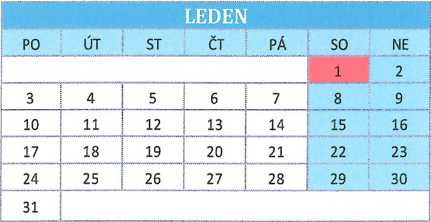 LEDEN
PO ÚT ST ČT PÁ SO NE
1 2
3 4 5 6 7 8 9
10 11 12 13 14 15 16
17 18 19 20 21 22 23
24 25 26 27 28 29 30
31